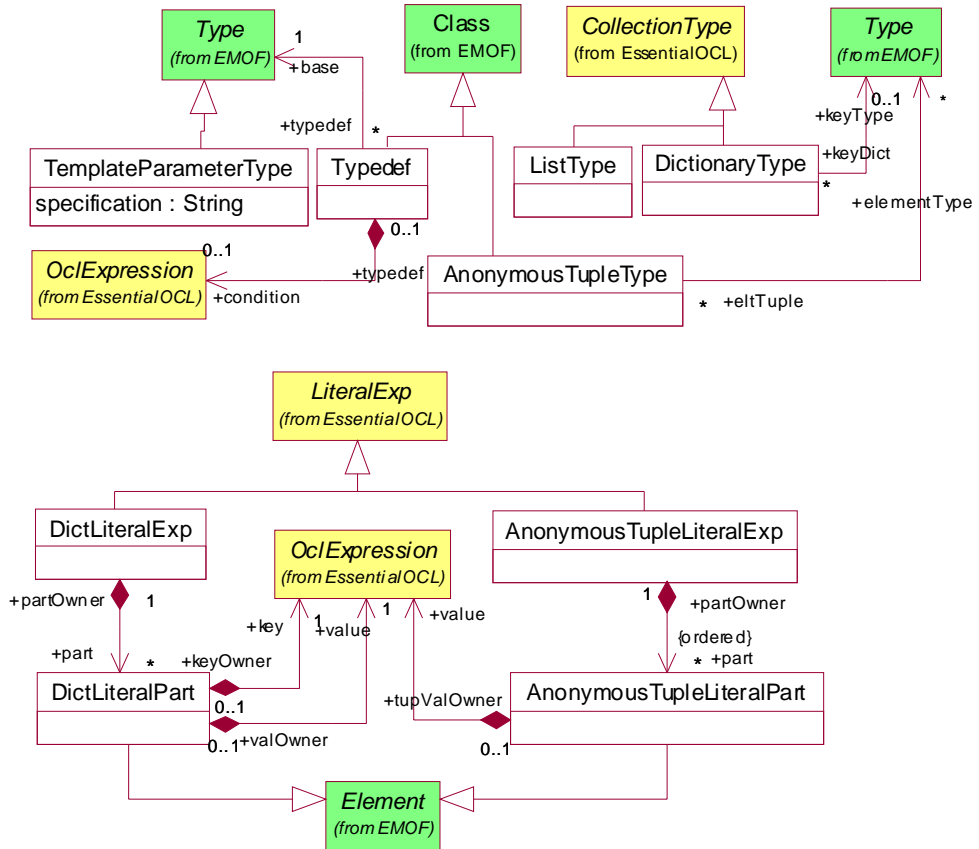 Type
(from EMOF)
1
+base
Class
(from EMOF)
CollectionType
(from EssentialOCL)
Type
(from EMOF)
0..1
*
+keyType
+typedef
*
TemplateParameterType
specification : String
Typedef
ListType
DictionaryType
+keyDict
*
+elementType
0..1
0..1
OclExpression
(from EssentialOCL)
+condition
+typedef
AnonymousTupleType
*
+eltTuple
LiteralExp
(from EssentialOCL)
DictLiteralExp
OclExpression
(from EssentialOCL)
AnonymousTupleLiteralExp
+partOwner
1
1
+partOwner
+key
1
+value
1
+value
{ordered}
+part
*
+keyOwner
*
+part
DictLiteralPart
0..1
+tupValOwner
AnonymousTupleLiteralPart
0..1
+valOwner
0..1
Element
(from EMOF)